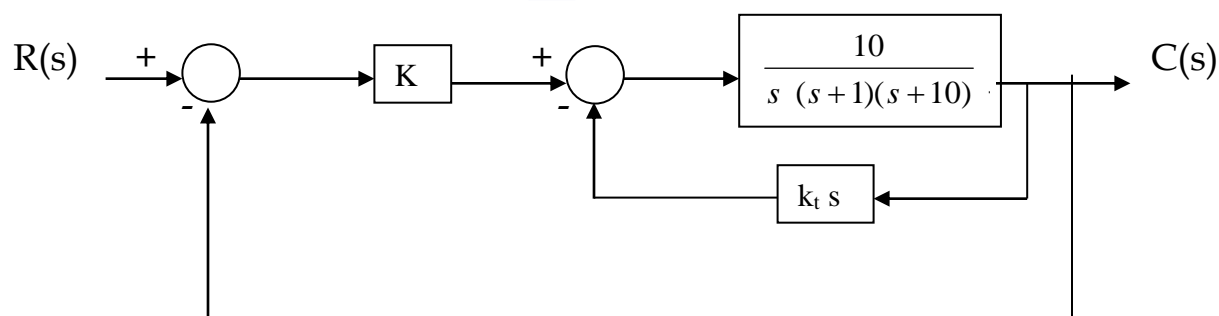 R(s)
+
-
K
+
-
10
s (s+1)(s+10)
C(s)
kₜ s